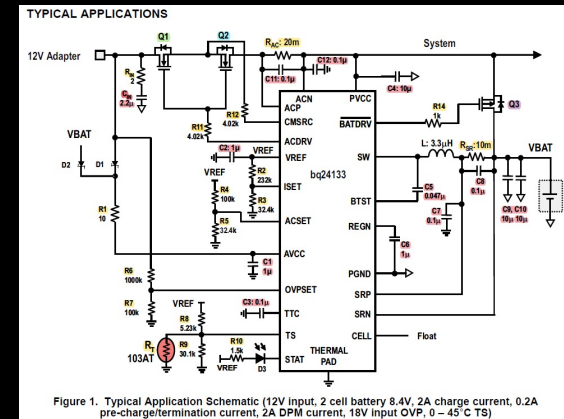 TYPICAL APPLICATIONS
12V Adapter
Q1
Q2
RAC: 20m
System
RIN
2
CIN
2.2µ
C12: 0.1µ
C11: 0.1µ
C4: 10µ
R12
4.02k
R11
4.02k
ACN
PVCC
ACP
CMSRC
ACDRV
BATDRV
R14
1k
Q3
VBAT
D2
D1
C2: 1µ
VREF
VREF
R2
232k
ISET
bq24133
SW
L: 3.3µH
RSR:10m
VBAT
VREF
R4
100k
R3
32.4k
C5
0.047µ
C8
0.1µ
C9, C10
10µ 10µ
BTST
C7
0.1µ
R1
10
ACSET
R5
32.4k
REGN
C6
1µ
AVCC
C1
1µ
R6
1000k
OVPSET
PGND
SRP
R7
100k
VREF
C3: 0.1µ
TTC
SRN
R8
5.23k
TS
CELL
Float
RT
103AT
R9
30.1k
R10
1.5k
VREF
D3
STAT
THERMAL
PAD
Figure 1. Typical Application Schematic (12V input, 2 cell battery 8.4V, 2A charge current, 0.2A
pre-charge/termination current, 2A DPM current, 18V input OVP, 0 – 45°C TS)